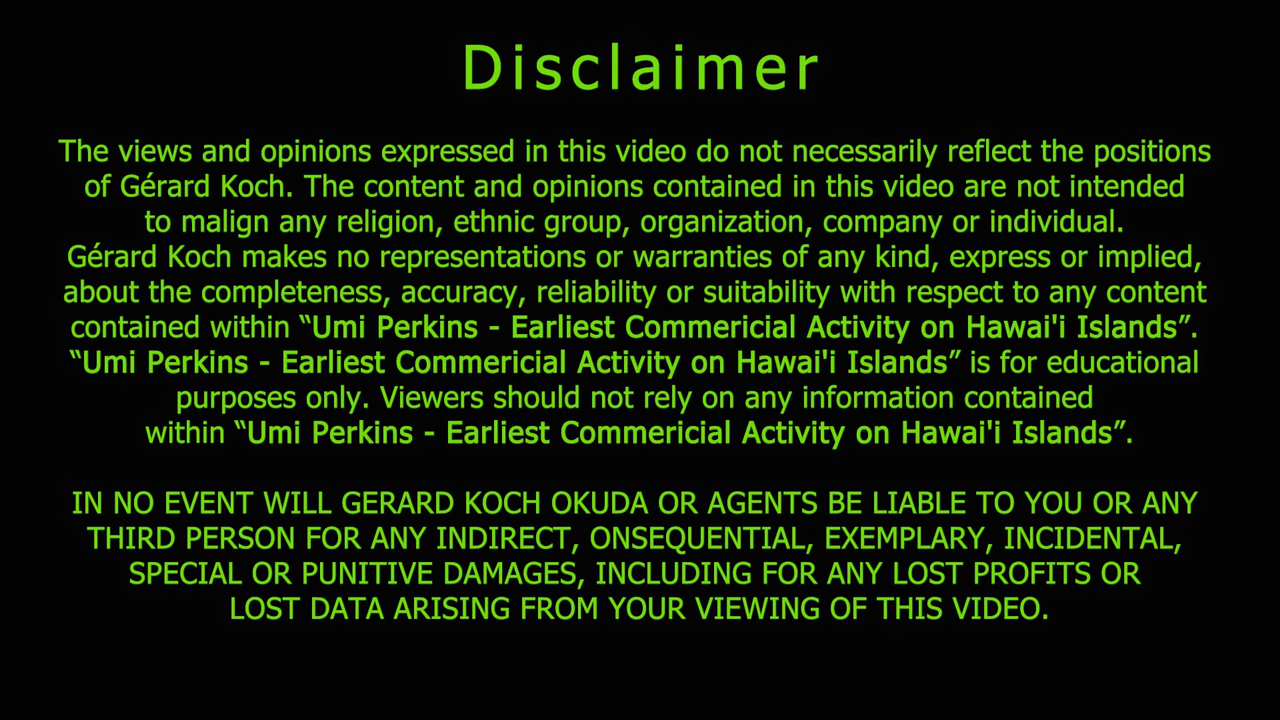 Disclaimer
The views and opinions expressed in this video do not necessarily reflect the positions
of Gérard Koch. The content and opinions contained in this video are not intended
to malign any religion, ethnic group, organization, company or individual.
Gérard Koch makes no representations or warranties of any kind, express or implied,
about the completeness, accuracy, reliability or suitability with respect to any content
contained within “Umi Perkins - Earliest Commericial Activity on Hawai'i Islands”.
“Umi Perkins - Earliest Commericial Activity on Hawai'i Islands” is for educational
purposes only. Viewers should not rely on any information contained
within “Umi Perkins - Earliest Commericial Activity on Hawai'i Islands”.
IN NO EVENT WILL GERARD KOCH OKUDA OR AGENTS BE LIABLE TO YOU OR ANY
THIRD PERSON FOR ANY INDIRECT, ONSEQUENTIAL, EXEMPLARY, INCIDENTAL,
SPECIAL OR PUNITIVE DAMAGES, INCLUDING FOR ANY LOST PROFITS OR
LOST DATA ARISING FROM YOUR VIEWING OF THIS VIDEO.